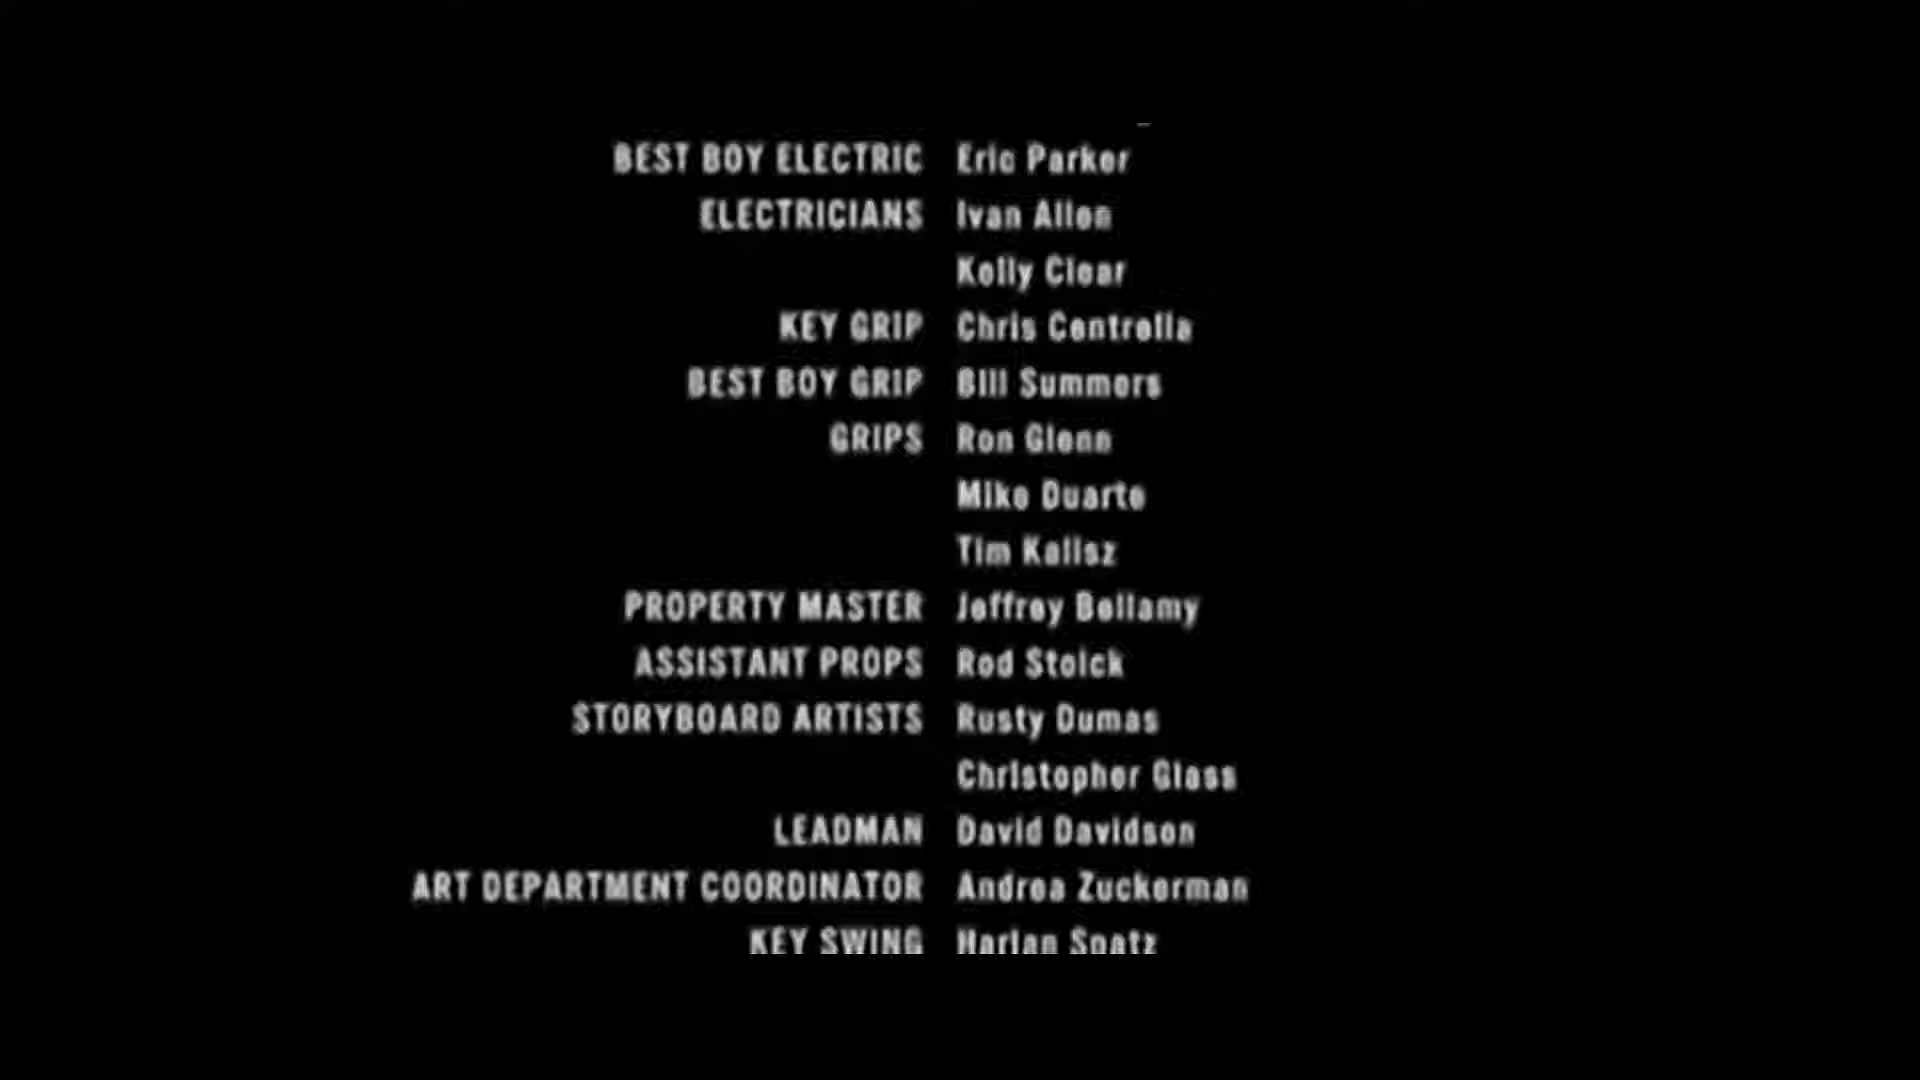 BEST BOY ELECTRIC Eric Parker
ELECTRICIANS Ivan Allen
Kelly Clear
KEY GRIP Chris Centrella
BEST BOY GRIP Bill Summers
GRIPS Ron Glenn
Mike Duarte
Tim Kalisz
PROPERTY MASTER Jeffrey Bellamy
ASSISTANT PROPS Rod Stolck
STORYBOARD ARTISTS Rusty Dumas
Christopher Glass
LEADMAN David Davidson
ART DEPARTMENT COORDINATOR Andrea Zuckerman
KEY SWING Harlan Spatz